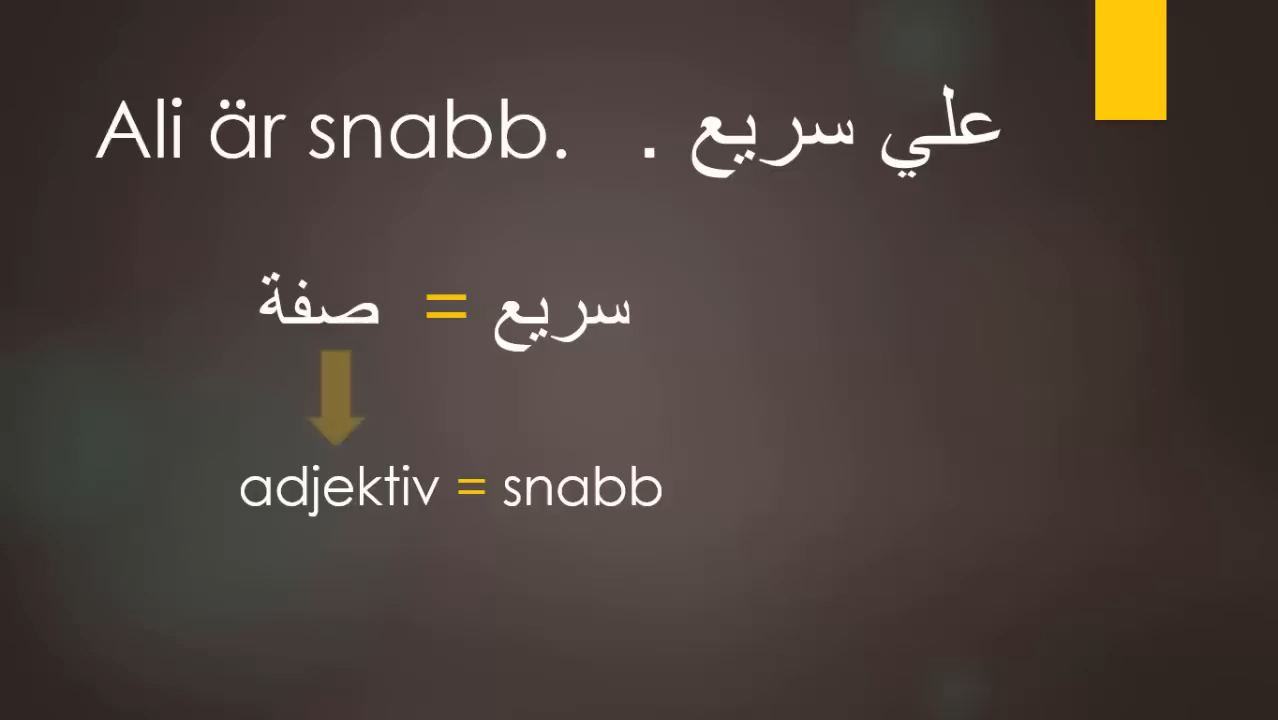 Ali är snabb. علي سريع .
سريع = صفة
adjektiv = snabb